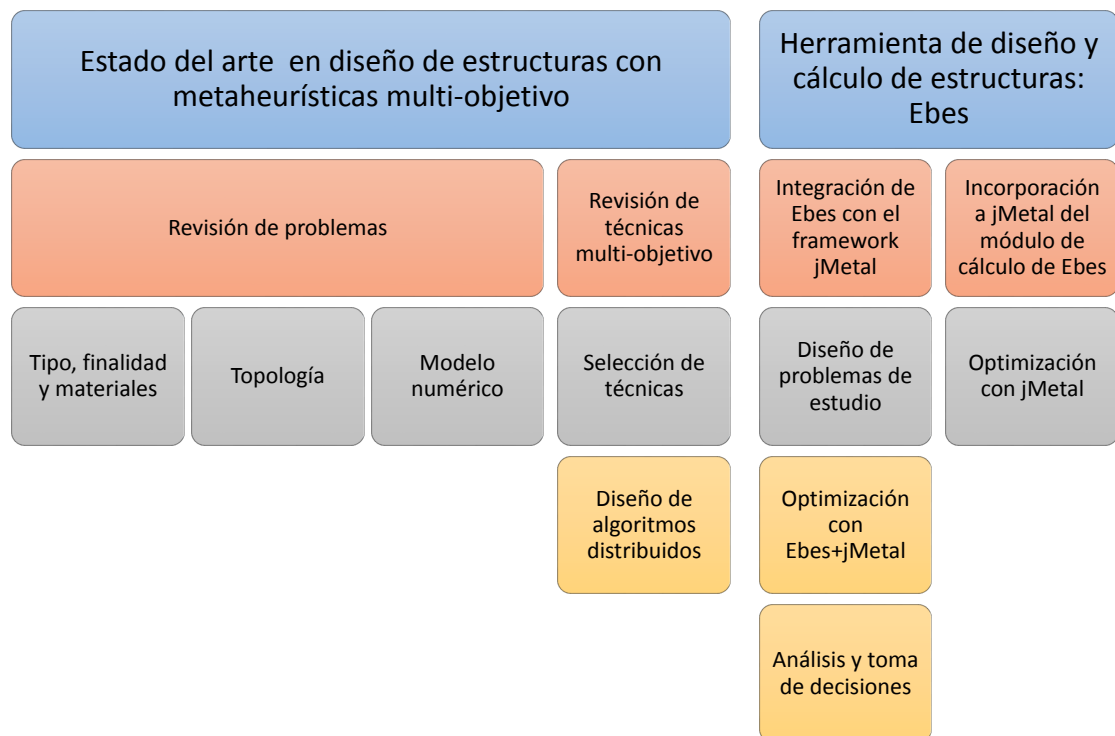 Estado del arte en diseño de estructuras con
metaheurísticas multi-objetivo
Herramienta de diseño y
cálculo de estructuras:
Ebes
Revisión de problemas
Revisión de
técnicas
multi-objetivo
Integración de
Ebes con el
framework
jMetal
Incorporación
a jMetal del
módulo de
cálculo de Ebes
Tipo, finalidad
y materiales
Topología
Modelo
numérico
Selección de
técnicas
Diseño de
problemas de
estudio
Optimización
con jMetal
Diseño de
algoritmos
distribuidos
Optimización
con
Ebes+jMetal
Análisis y toma
de decisiones